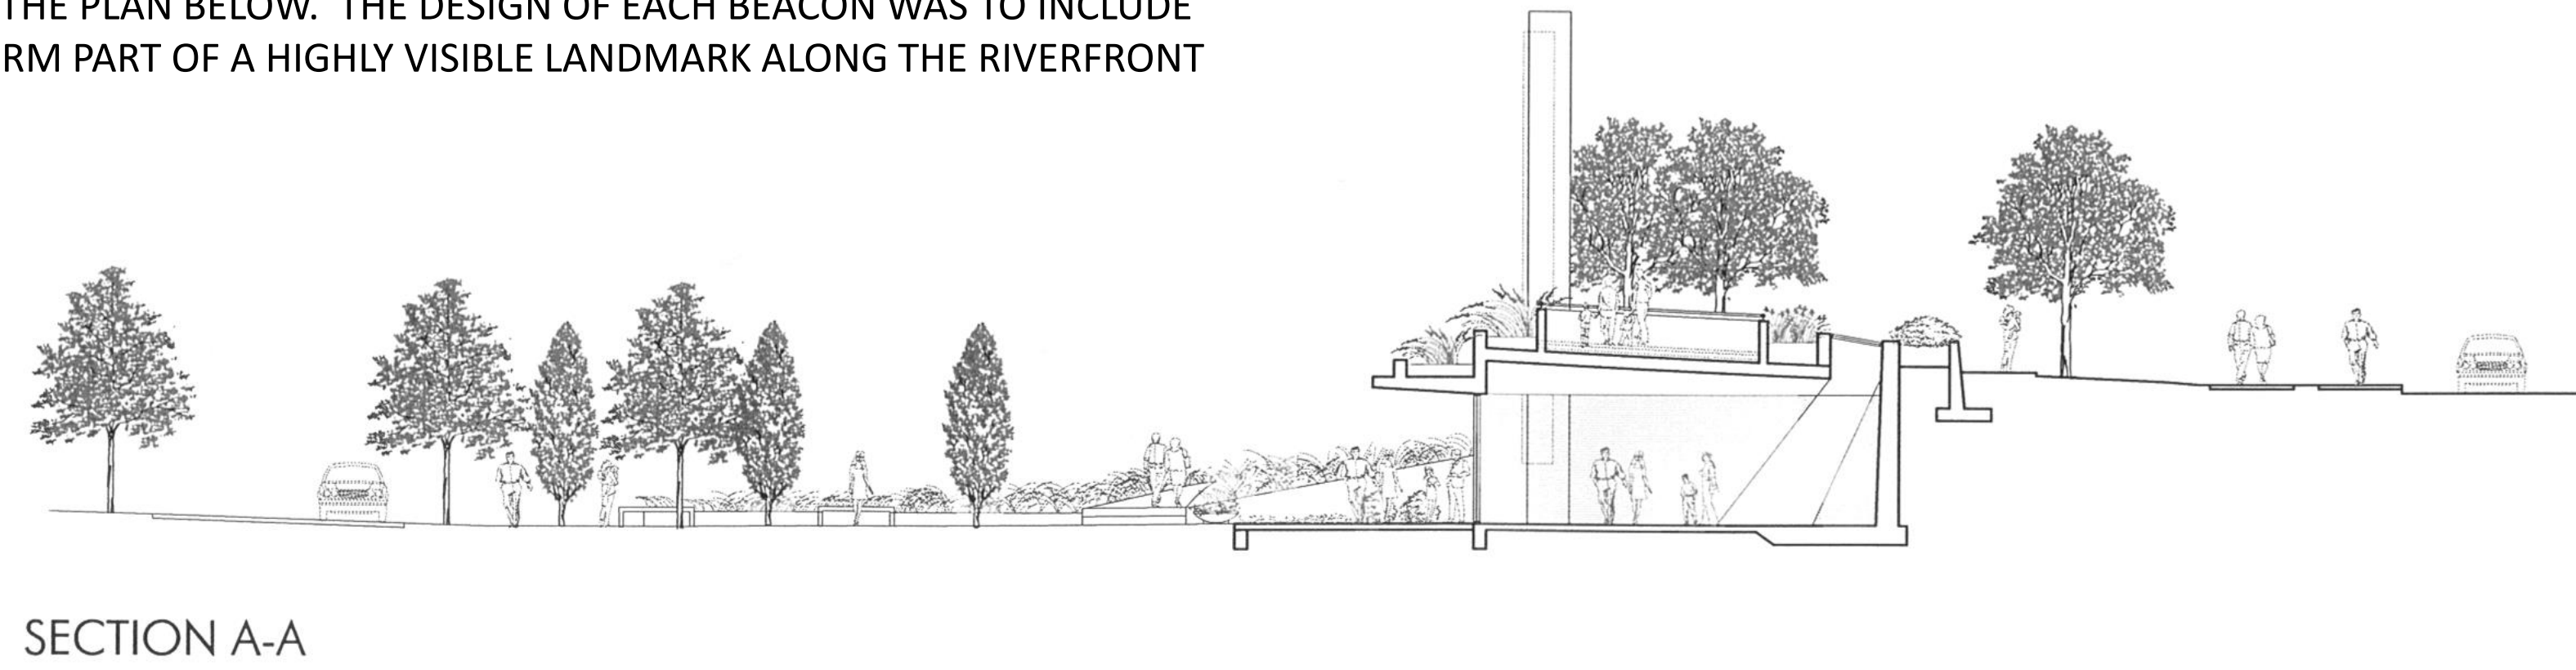 THE PLAN BELOW.  THE DESIGN OF EACH BEACON WAS TO INCLUDE
RM PART OF A HIGHLY VISIBLE LANDMARK ALONG THE RIVERFRONT
SECTION A-A